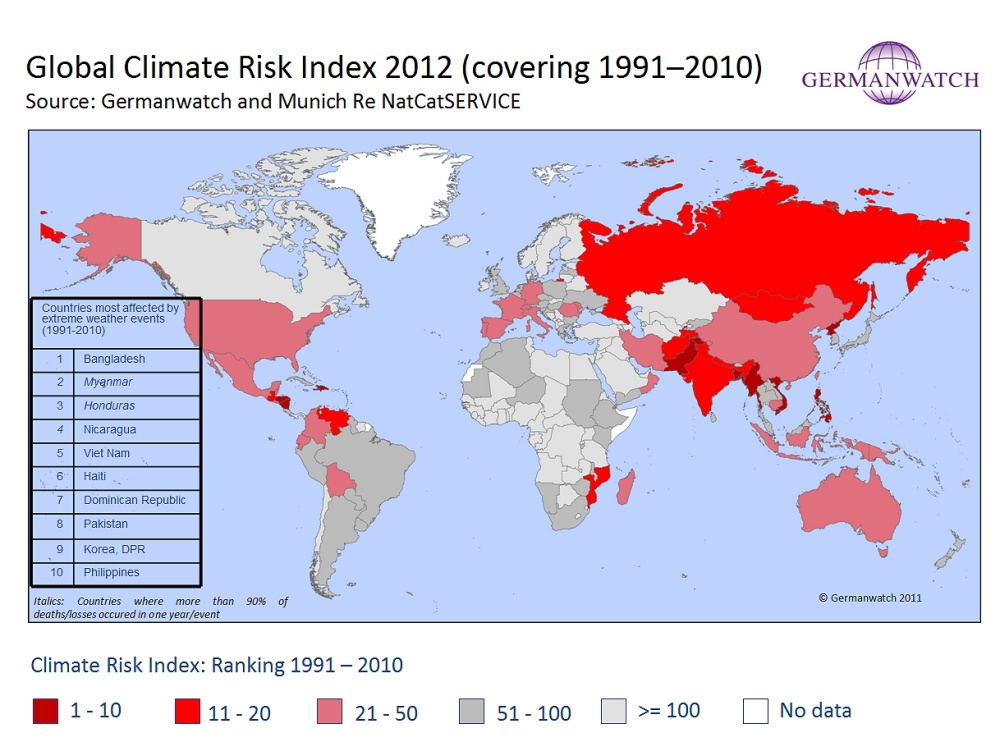 Global Climate Risk Index 2012 (covering 1991–2010)
Source: Germanwatch and Munich Re NatCatSERVICE
GERMANWATCH
Countries most affected by
extreme weather events
(1991-2010)
1 Bangladesh
2 Myanmar
3 Honduras
4 Nicaragua
5 Viet Nam
6 Haiti
7 Dominican Republic
8 Pakistan
9 Korea, DPR
10 Philippines
Italics: Countries where more than 90% of
deaths/losses occured in one year/event
© Germanwatch 2011
Climate Risk Index: Ranking 1991 – 2010
1 - 10
11 - 20
21 - 50
51 - 100
>= 100
No data